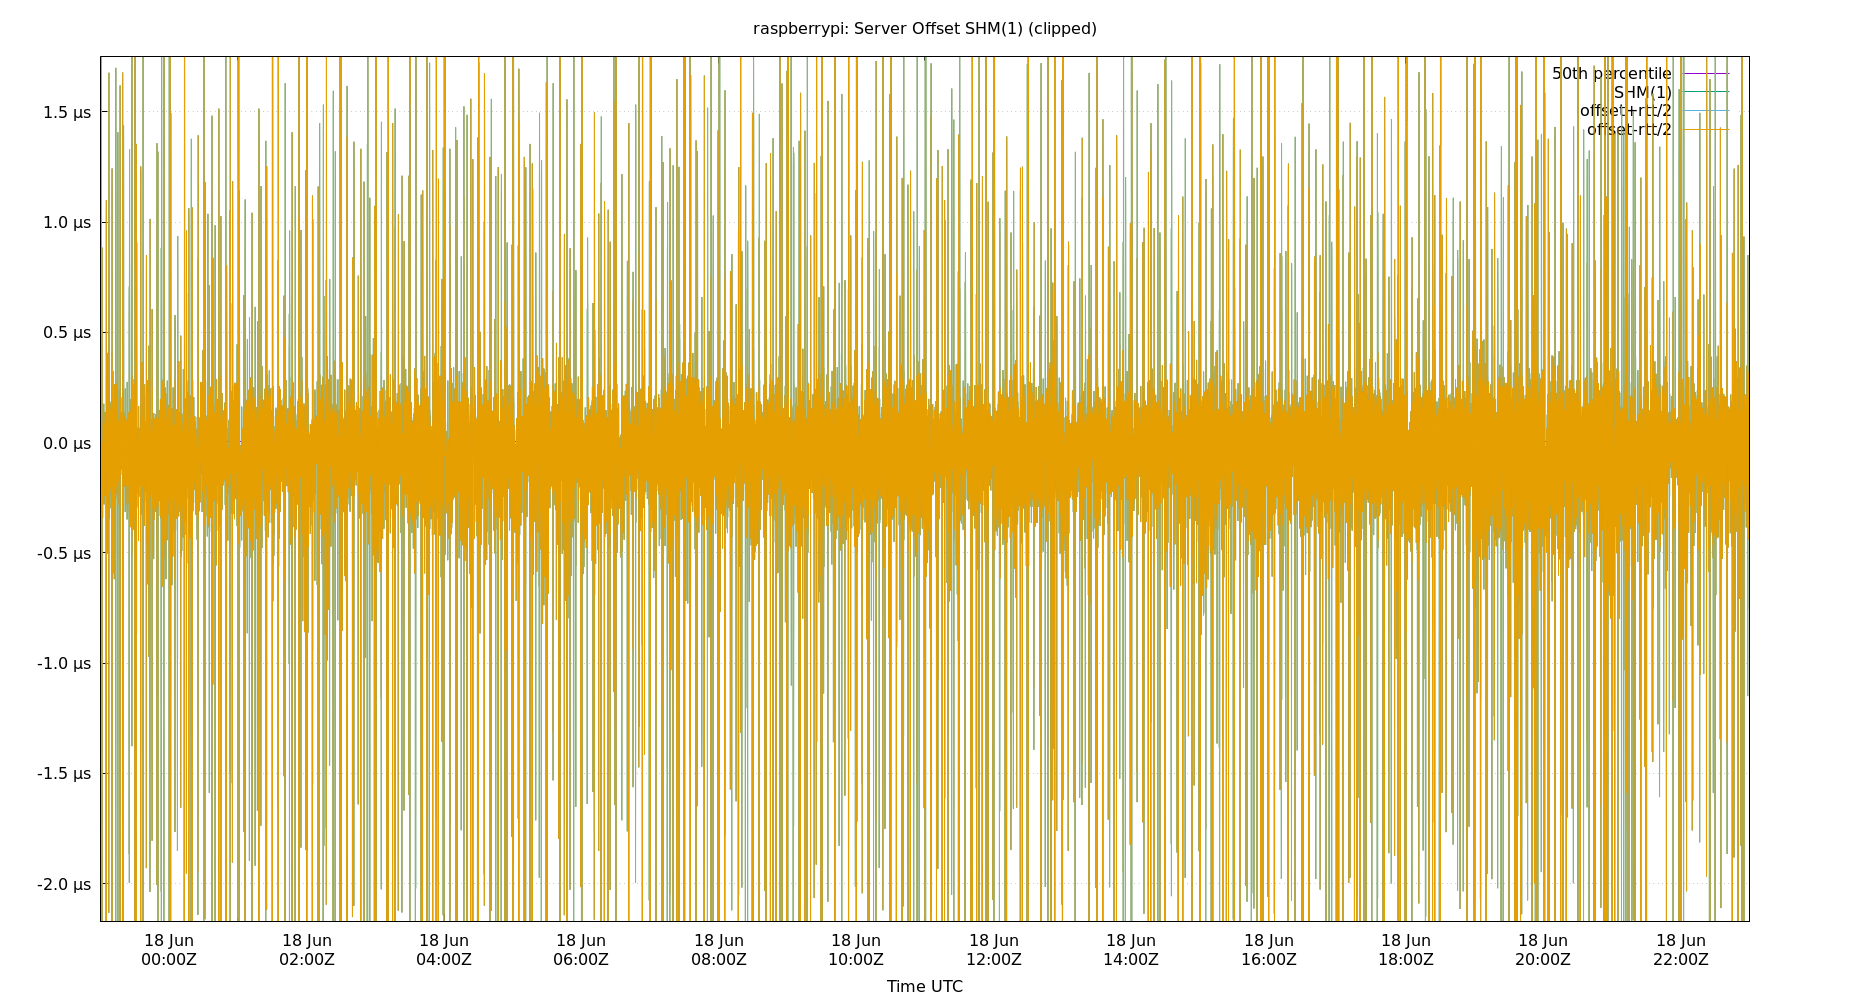 raspberrypi: Server Offset SHM(1) (clipped)
50th percentile
SHM(1)
offset+rtt/2
offset-rtt/2
1.5 µs
1.0 µs
0.5 µs
0.0 µs
-0.5 µs
-1.0 µs
-1.5 µs
-2.0 µs
18 Jun 18 Jun 18 Jun 18 Jun 18 Jun 18 Jun 18 Jun 18 Jun 18 Jun 18 Jun 18 Jun 18 Jun
00:00Z 02:00Z 04:00Z 06:00Z 08:00Z 10:00Z 12:00Z 14:00Z 16:00Z 18:00Z 20:00Z 22:00Z
Time UTC